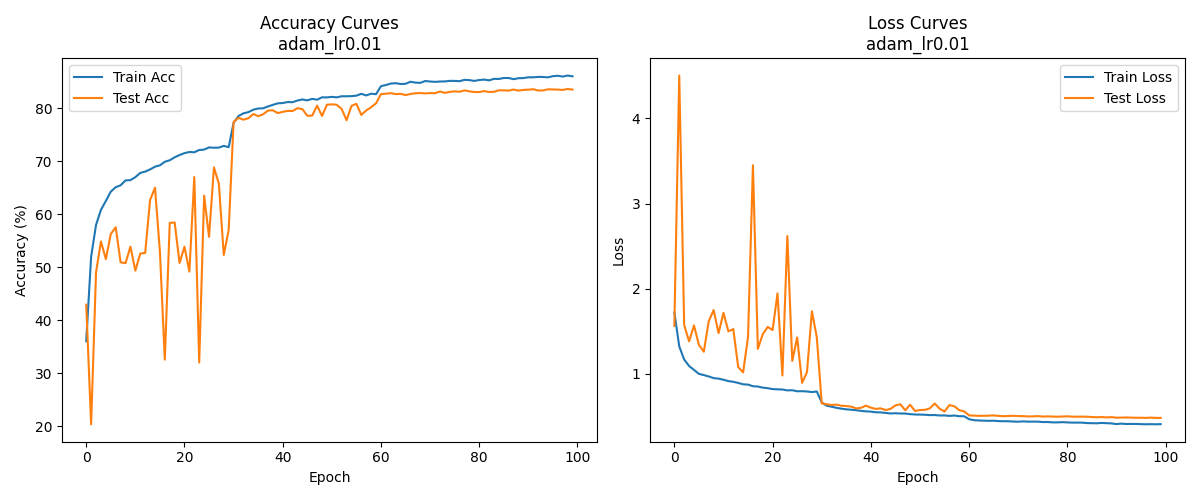 Accuracy Curves
adam_lr0.01
Train Acc
Test Acc
Accuracy (%)
80
70
60
50
40
30
20
0
20
40
60
80
100
Epoch
Loss Curves
adam_lr0.01
Train Loss
Test Loss
Loss
4
3
2
1
0
20
40
60
80
100
Epoch